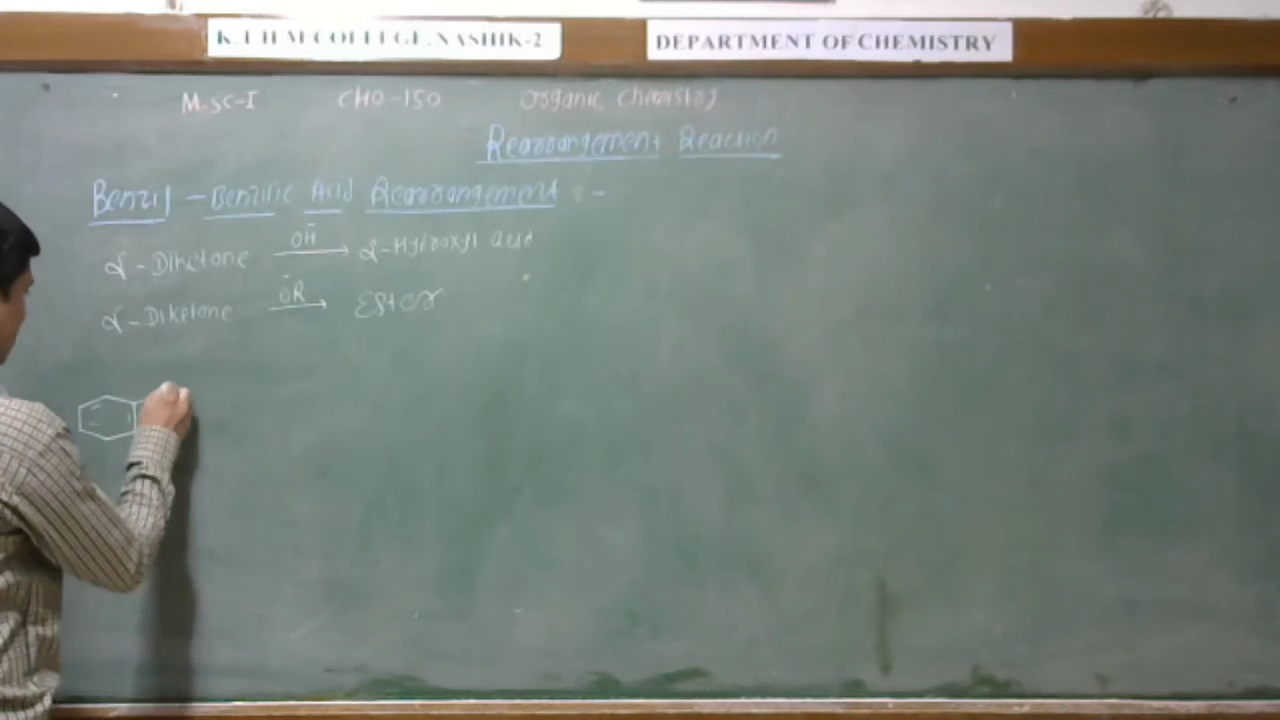 K.T.H.M COLLEGE, NASHIK-2
DEPARTMENT OF CHEMISTRY
M.SC-I CHO-150 Organic Chemistry
Rearrangement Reaction
Benzil - Benzilic Acid Rearrangement :-
α-Diketone OH⁻ → α-Hydroxyl acid
α-Diketone ŌR → Ester